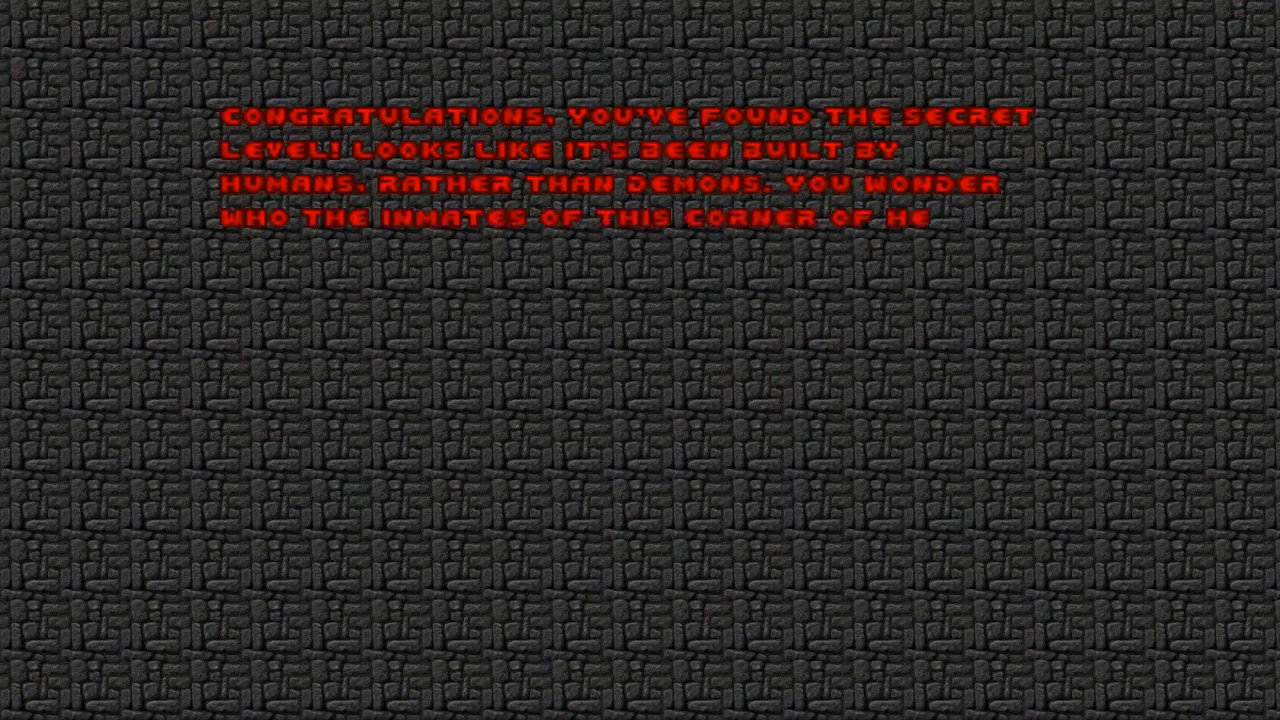 CONGRATULATIONS, YOU'VE FOUND THE SECRET
LEVEL! LOOKS LIKE IT'S BEEN BUILT BY
HUMANS, RATHER THAN DEMONS. YOU WONDER
WHO THE INMATES OF THIS CORNER OF HE